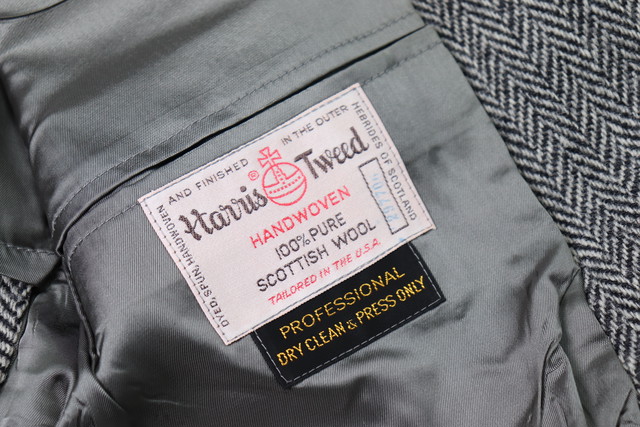 DYED, SPUN, HANDWOVEN
AND FINISHED
IN THE OUTER
HEBRIDES OF SCOTLAND
®
Harris Tweed
HANDWOVEN
100% PURE
SCOTTISH WOOL
TAILORED IN THE U.S.A.
PROFESSIONAL
DRY CLEAN & PRESS ONLY